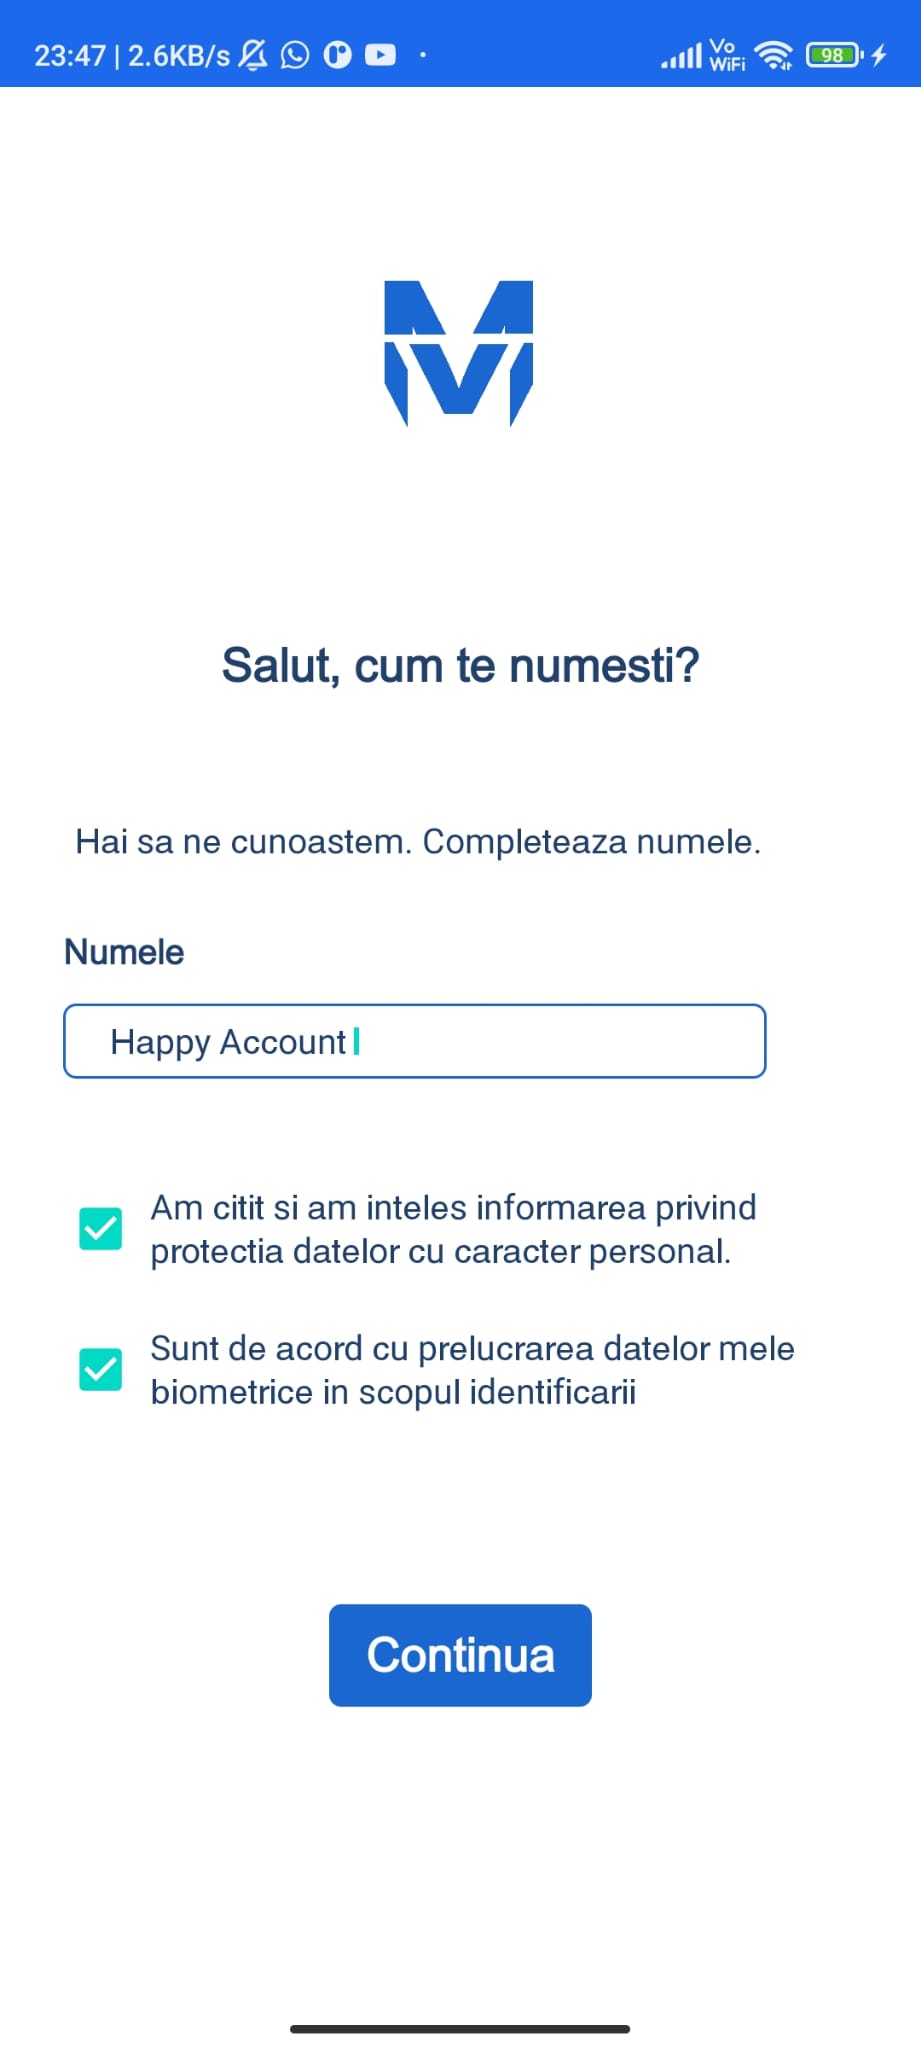 23:47 | 2.6KB/s
Vo
WiFi
98
M
Salut, cum te numesti?
Hai sa ne cunoastem. Completeaza numele.
Numele
Happy Account
Am citit si am inteles informarea privind
protectia datelor cu caracter personal.
Sunt de acord cu prelucrarea datelor mele
biometrice in scopul identificarii
Continua